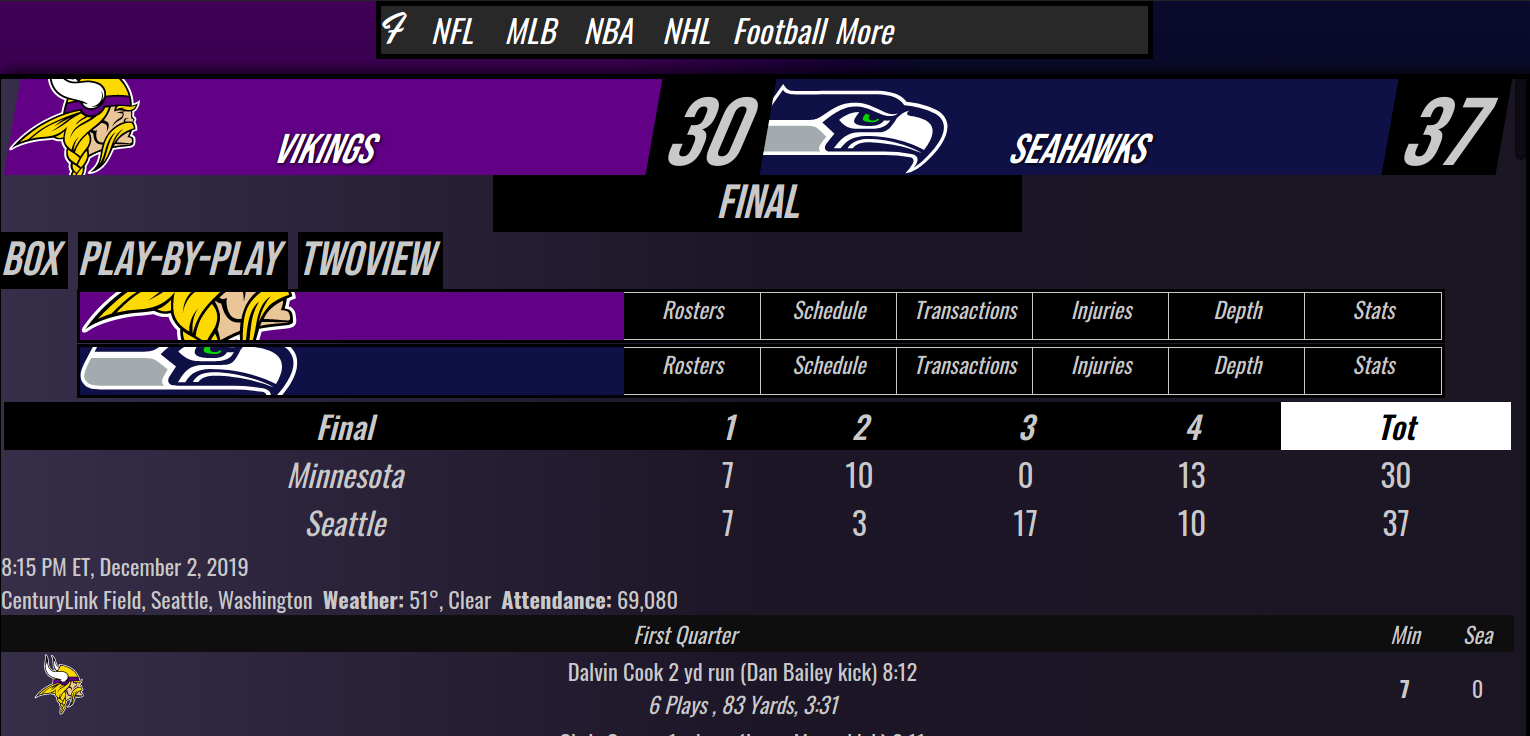 F NFL MLB NBA NHL Football More
VIKINGS 30 SEAHAWKS 37
FINAL
BOX PLAY-BY-PLAY TWOVIEW
Rosters Schedule Transactions Injuries Depth Stats
Rosters Schedule Transactions Injuries Depth Stats
Final 1 2 3 4 Tot
Minnesota 7 10 0 13 30
Seattle 7 3 17 10 37
8:15 PM ET, December 2, 2019
CenturyLink Field, Seattle, Washington Weather: 51°, Clear Attendance: 69,080
First Quarter Min Sea
Dalvin Cook 2 yd run (Dan Bailey kick) 8:12
6 Plays , 83 Yards, 3:31
7 0